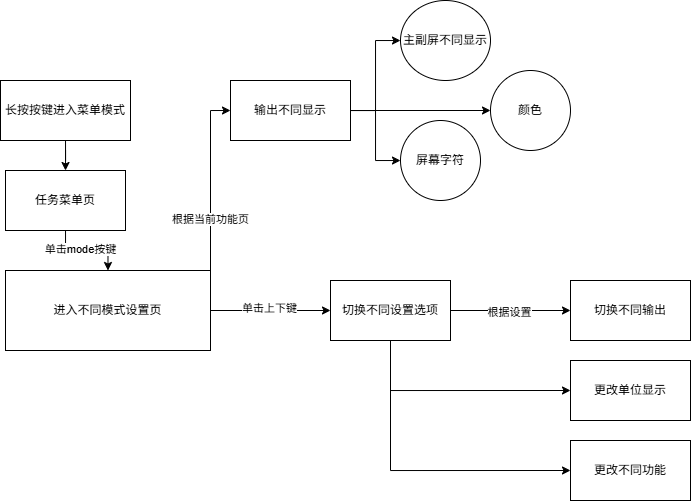 主副屏不同显示
长按按键进入菜单模式
输出不同显示
颜色
屏幕字符
任务菜单页
根据当前功能页
单击mode按键
进入不同模式设置页
单击上下键
切换不同设置选项
根据设置
切换不同输出
更改单位显示
更改不同功能